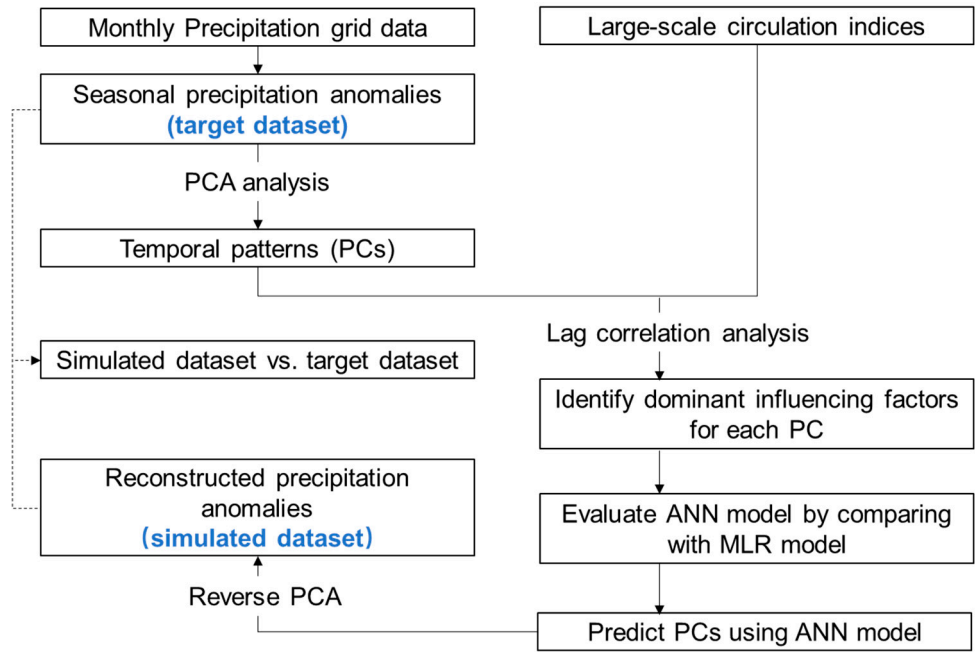 Monthly Precipitation grid data
Large-scale circulation indices
Seasonal precipitation anomalies
(target dataset)
PCA analysis
Temporal patterns (PCs)
Lag correlation analysis
Simulated dataset vs. target dataset
Identify dominant influencing factors
for each PC
Reconstructed precipitation
anomalies
(simulated dataset)
Evaluate ANN model by comparing
with MLR model
Reverse PCA
Predict PCs using ANN model